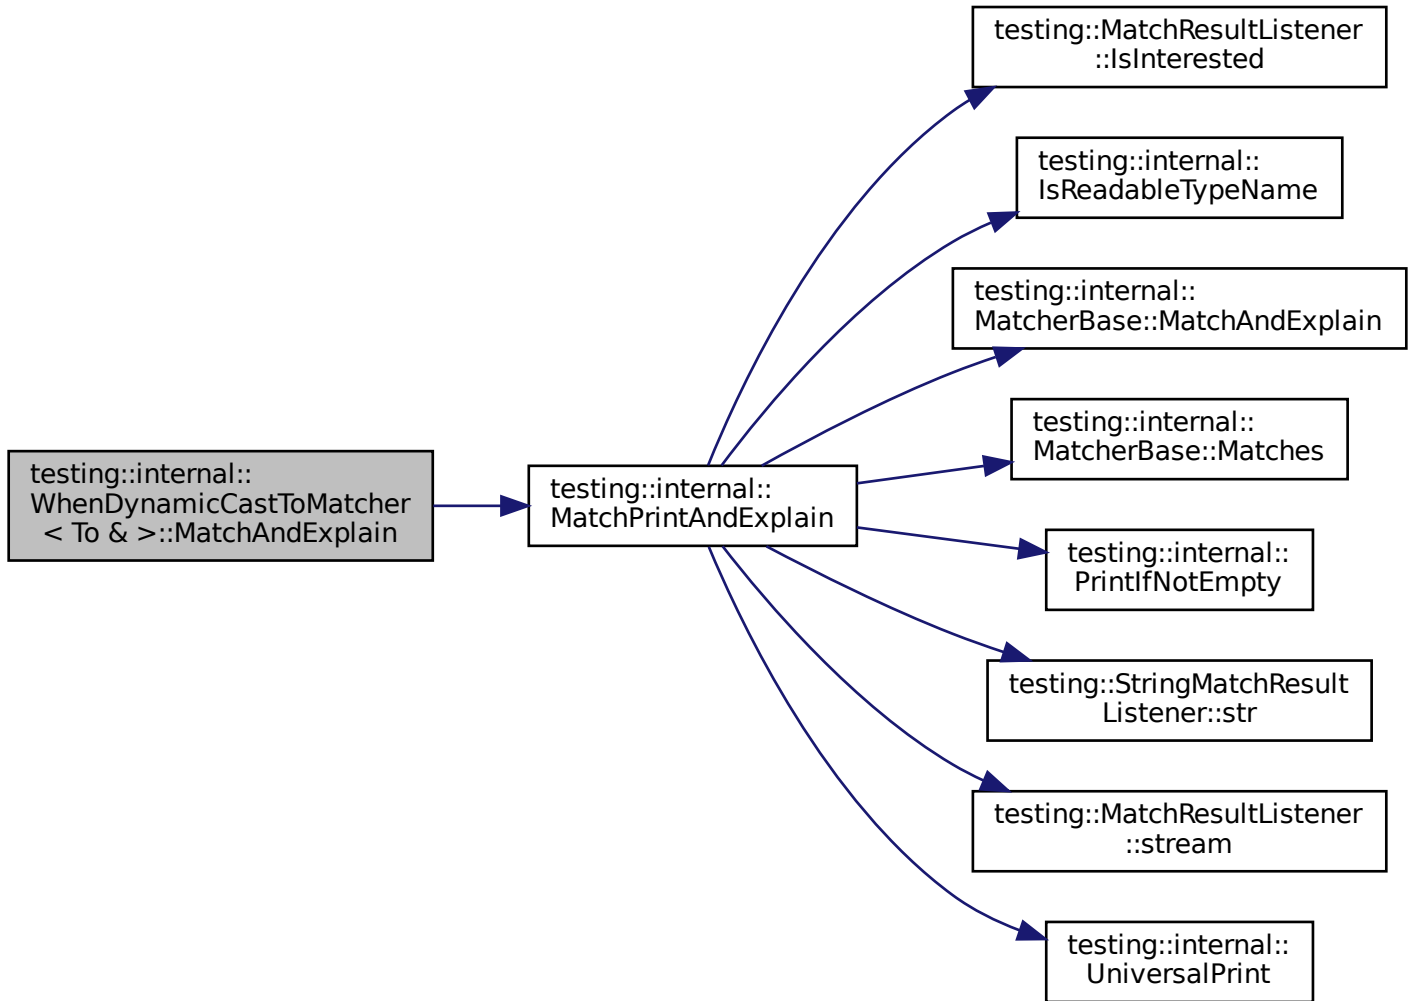 testing::internal::
WhenDynamicCastToMatcher
< To & >::MatchAndExplain
testing::internal::
MatchPrintAndExplain
testing::MatchResultListener
::IsInterested
testing::internal::
IsReadableTypeName
testing::internal::
MatcherBase::MatchAndExplain
testing::internal::
MatcherBase::Matches
testing::internal::
PrintIfNotEmpty
testing::StringMatchResult
Listener::str
testing::MatchResultListener
::stream
testing::internal::
UniversalPrint